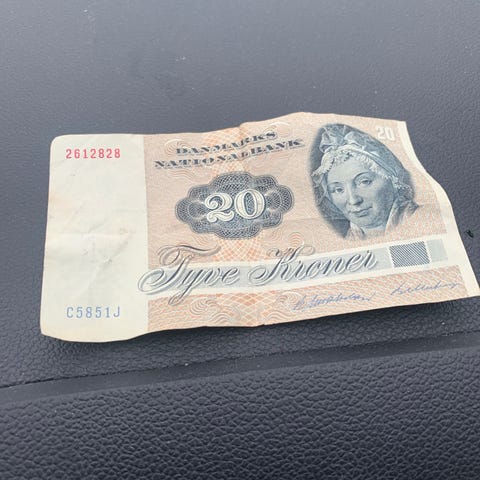 2612828
DANMARKS
NATIONALBANK
20
20
Tyve Kroner
C5851J